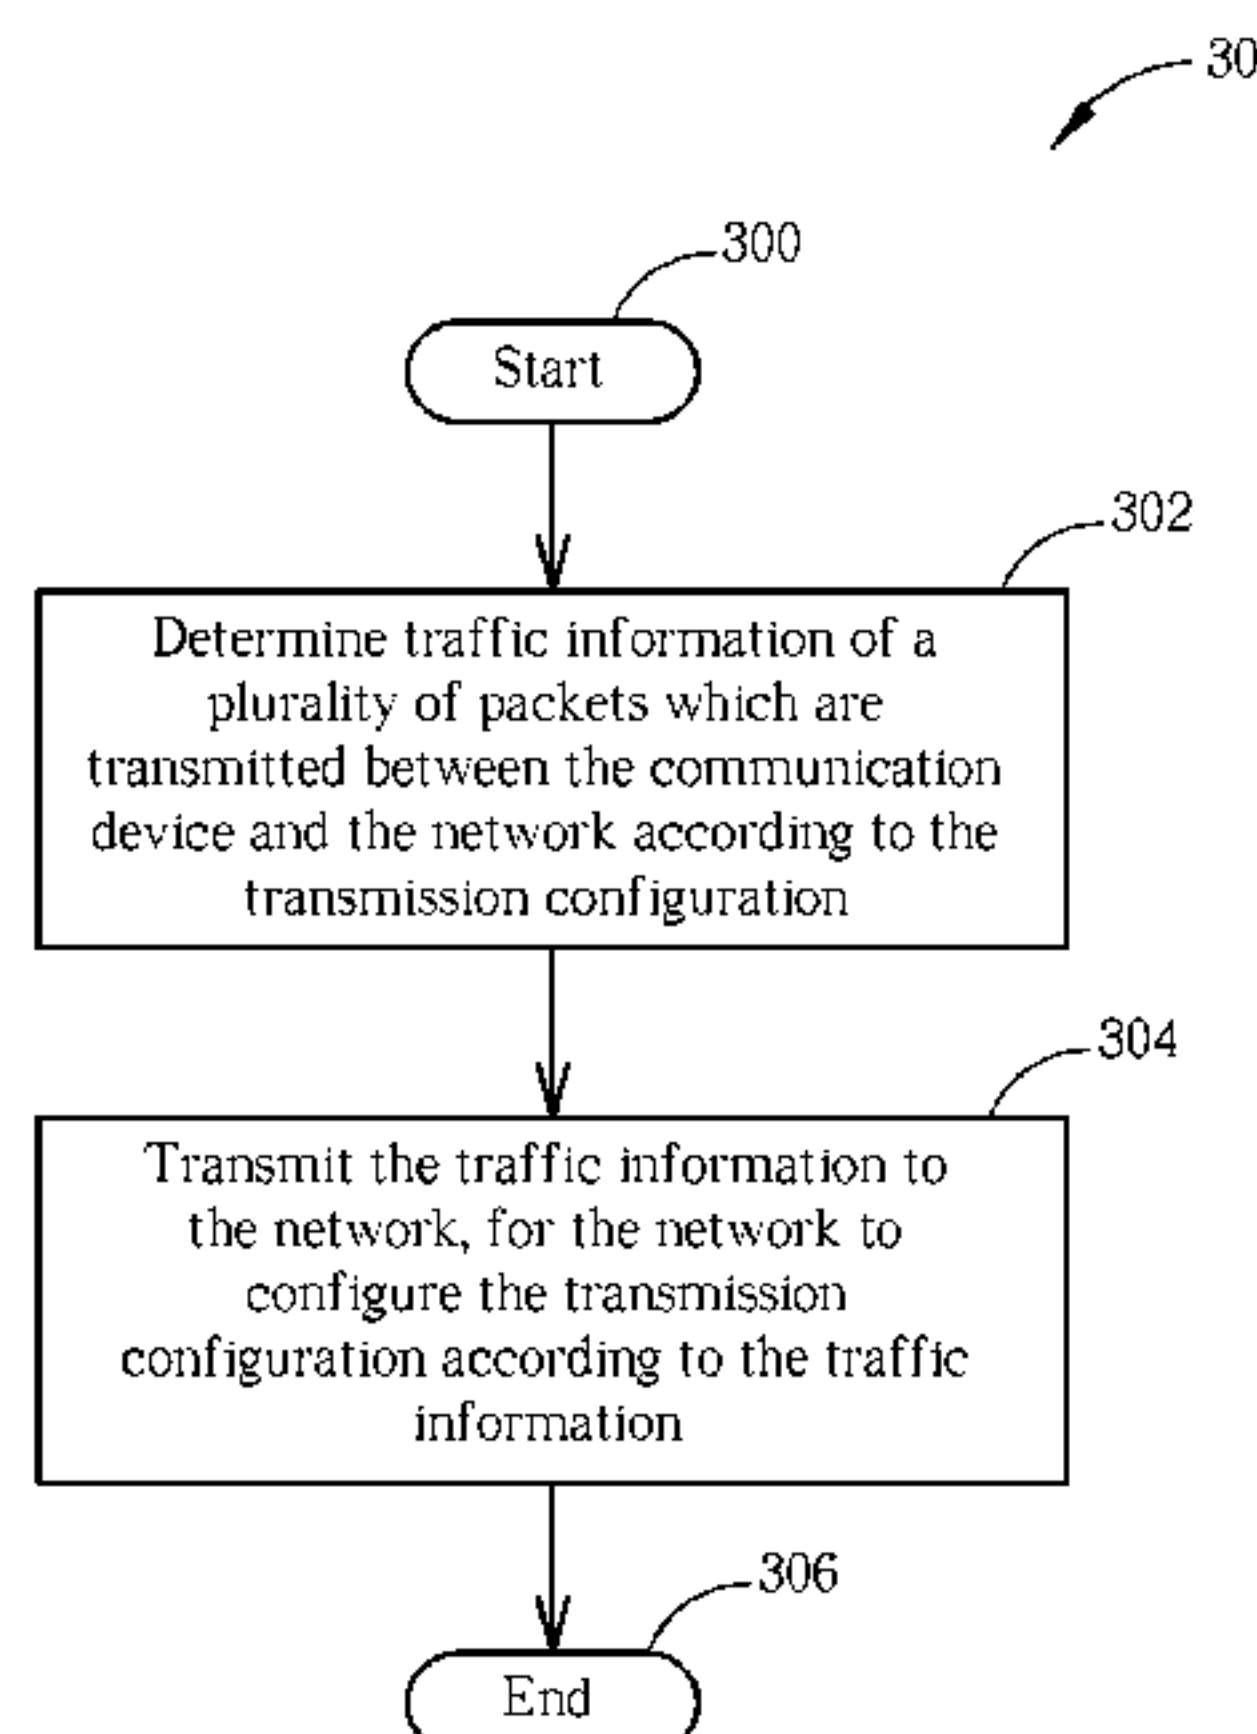 30
300
Start
302
Determine traffic information of a
plurality of packets which are
transmitted between the communication
device and the network according to the
transmission configuration
304
Transmit the traffic information to
the network, for the network to
configure the transmission
configuration according to the traffic
information
306
End